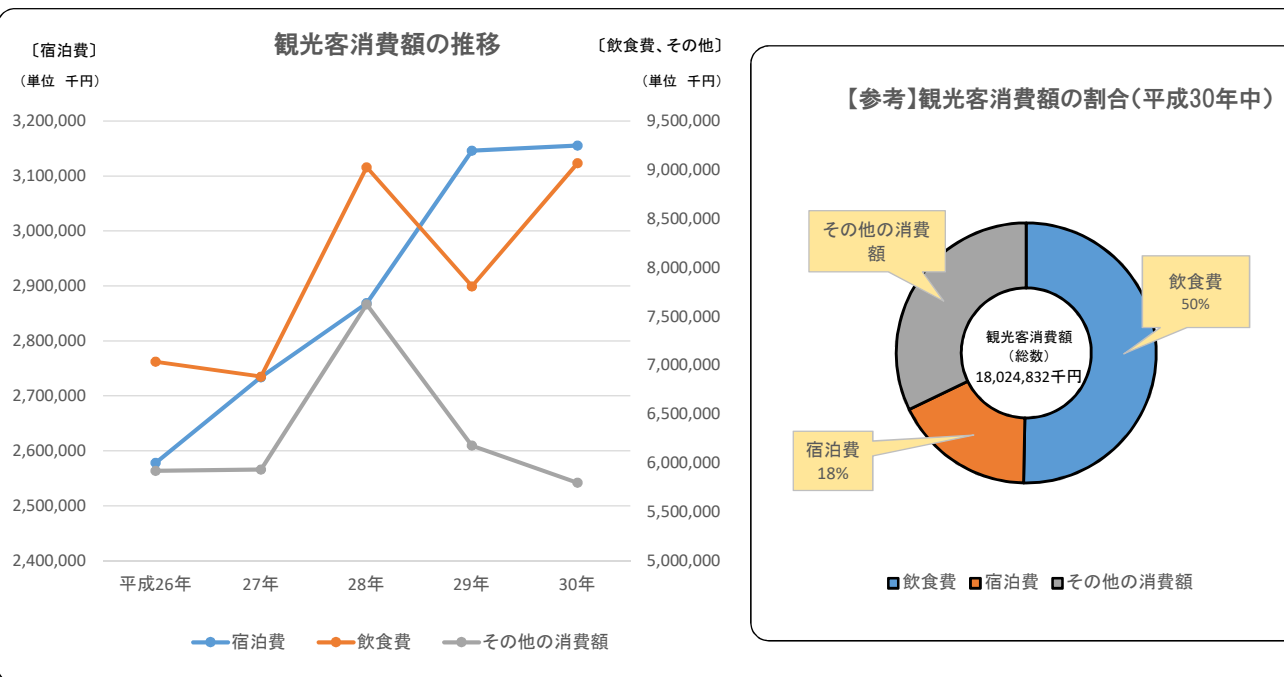 観光客消費額の推移
〔宿泊費〕
（単位 千円）
〔飲食費、その他〕
（単位 千円）
3,200,000
3,100,000
3,000,000
2,900,000
2,800,000
2,700,000
2,600,000
2,500,000
2,400,000
9,500,000
9,000,000
8,500,000
8,000,000
7,500,000
7,000,000
6,500,000
6,000,000
5,500,000
5,000,000
平成26年 27年 28年 29年 30年
宿泊費 飲食費 その他の消費額
【参考】観光客消費額の割合（平成30年中）
その他の消費
額
飲食費
50%
観光客消費額
（総数）
18,024,832千円
宿泊費
18%
飲食費 宿泊費 その他の消費額